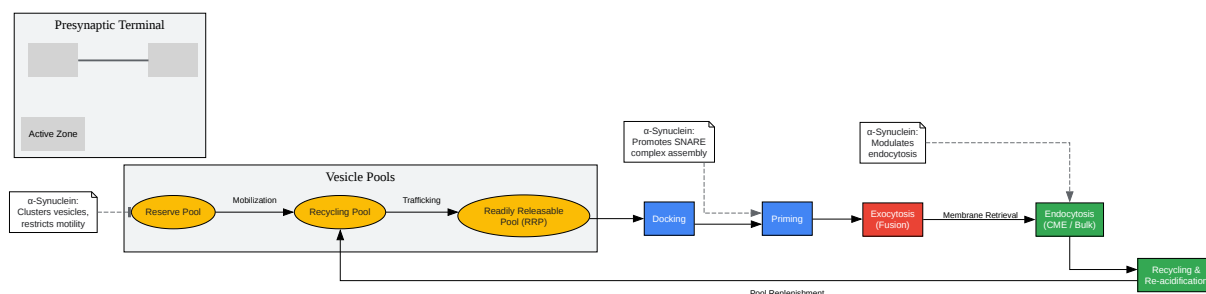 Presynaptic Terminal
Active Zone
α-Synuclein:
Clusters vesicles,
restricts motility
Vesicle Pools
Reserve Pool
Mobilization
Recycling Pool
Trafficking
Readily Releasable
Pool (RRP)
α-Synuclein:
Promotes SNARE
complex assembly
Docking
Priming
Exocytosis
(Fusion)
Membrane Retrieval
α-Synuclein:
Modulates
endocytosis
Endocytosis
(CME / Bulk)
Recycling &
Re-acidification
Pool Replenishment